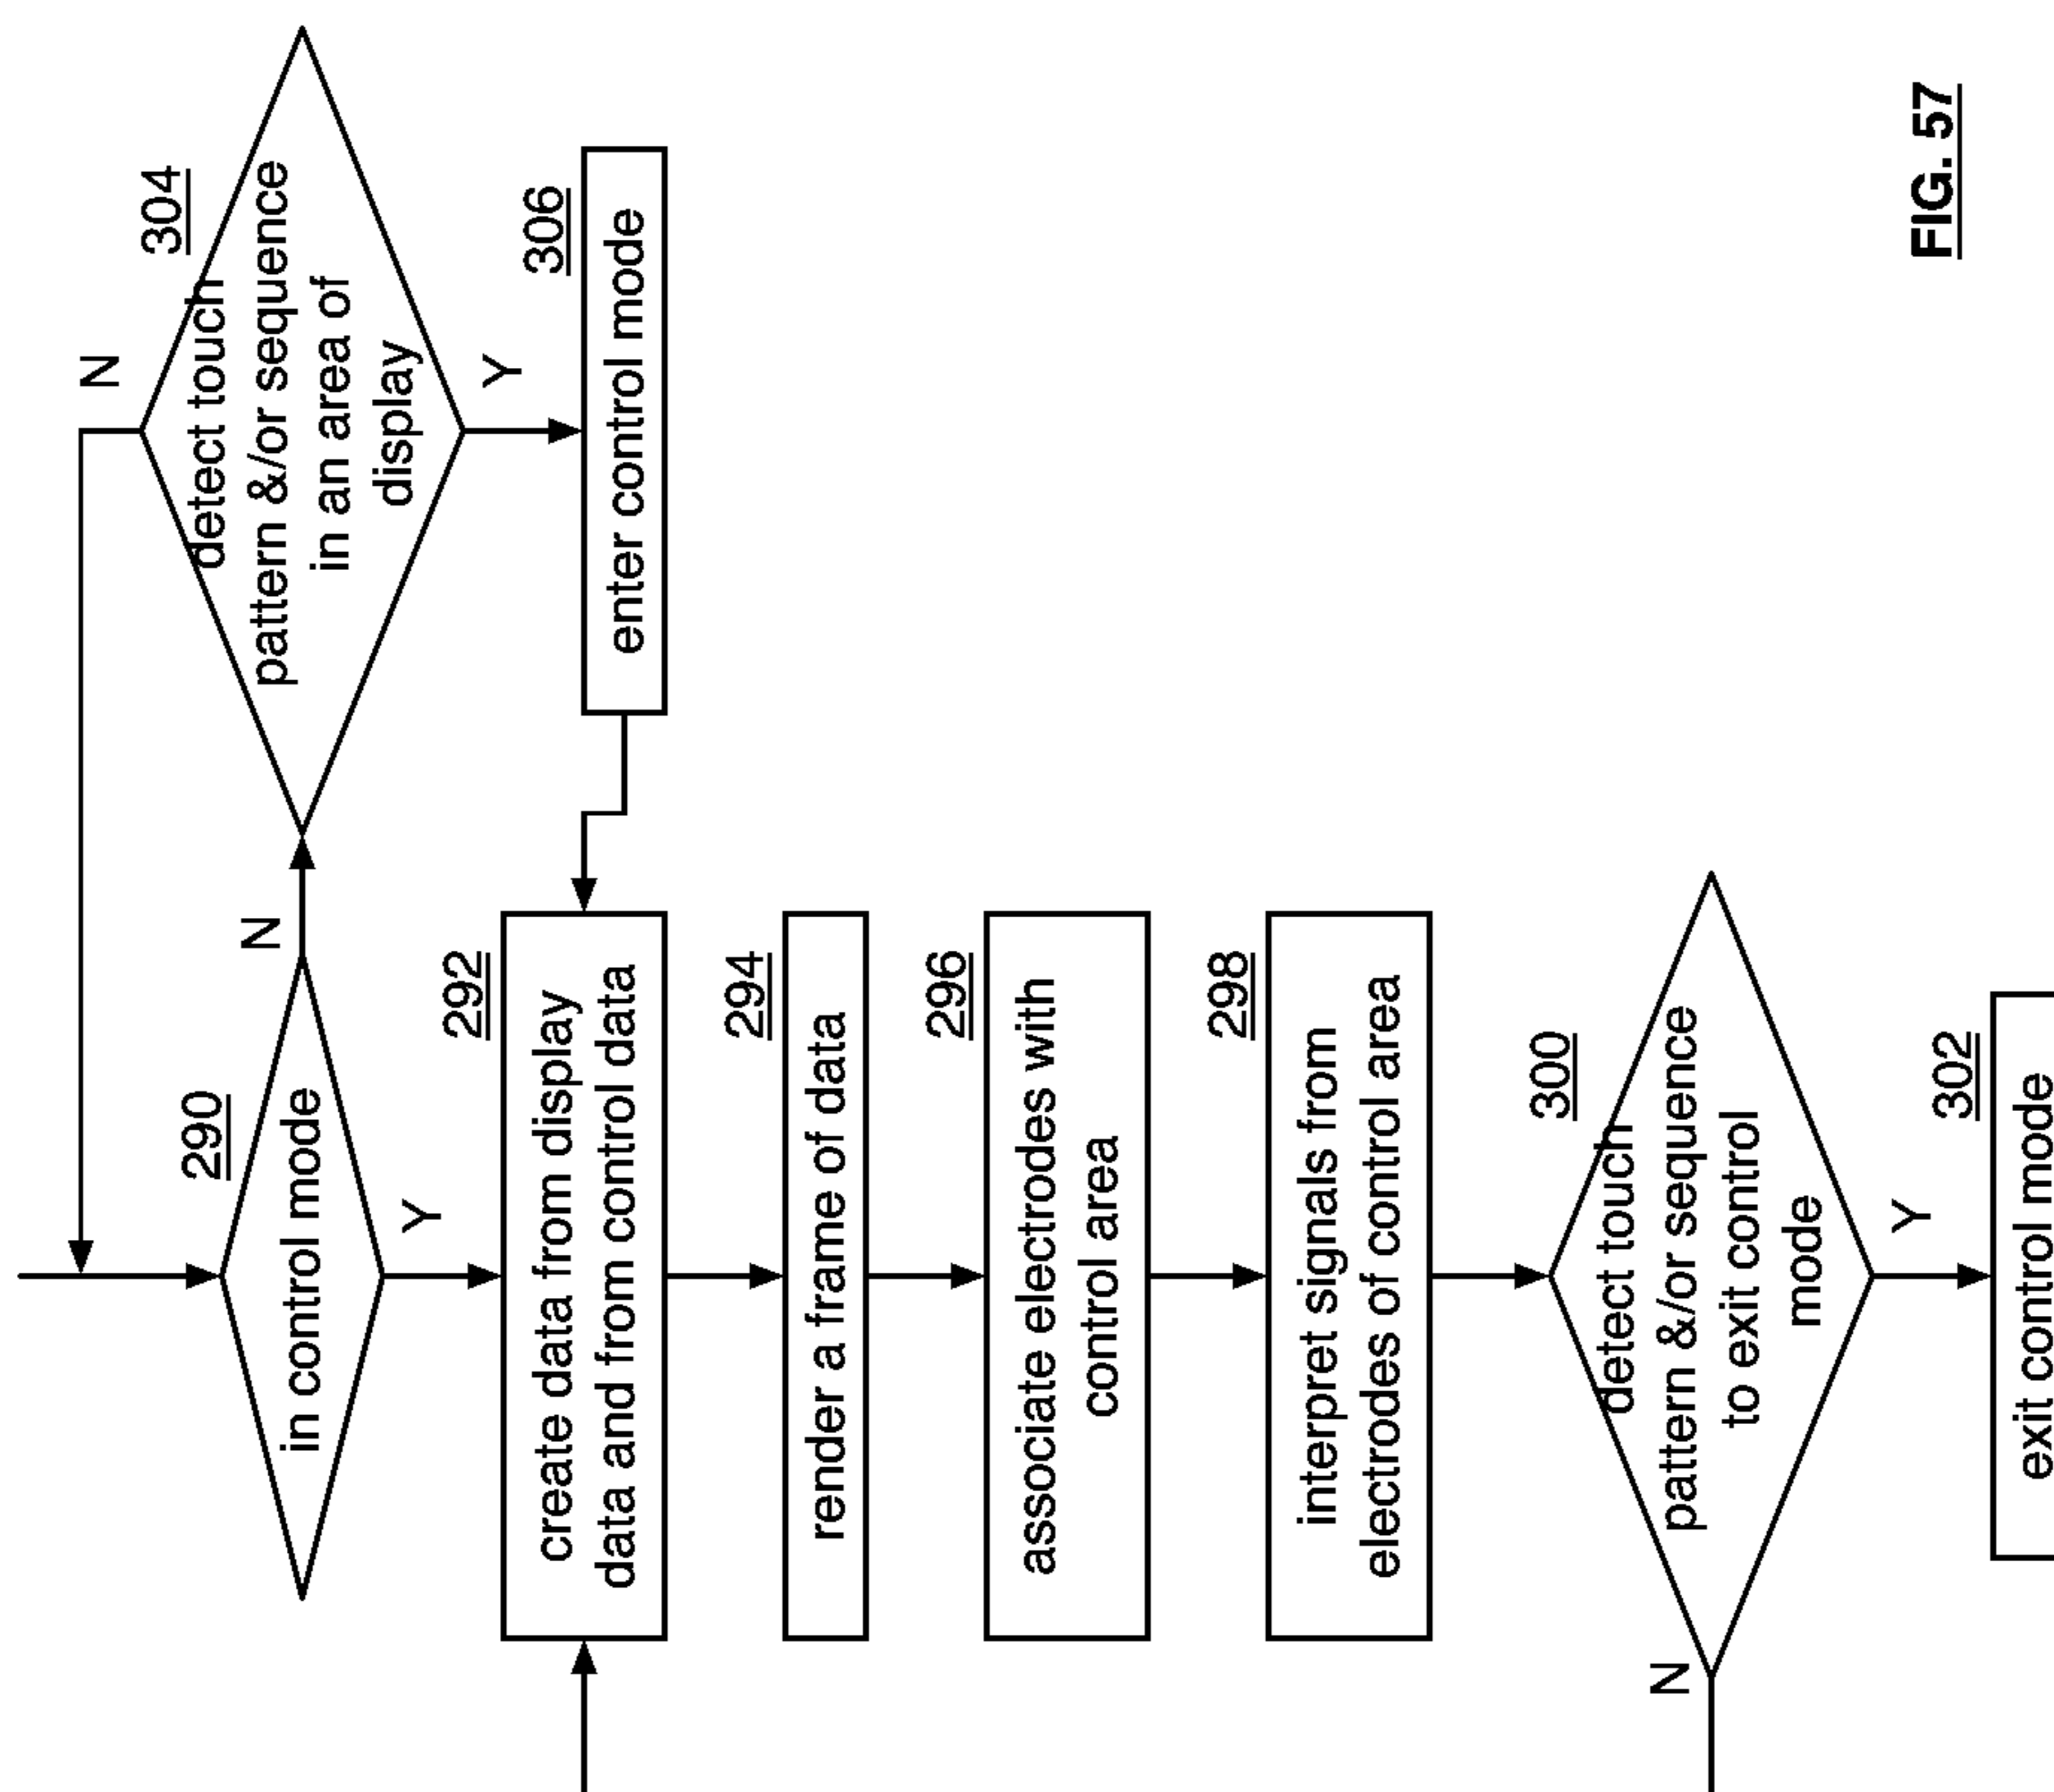 290
in control mode
N
Y
304
detect touch
pattern &/or sequence
in an area of
display
N
Y
306
enter control mode
292
create data from display
data and from control data
294
render a frame of data
296
associate electrodes with
control area
298
interpret signals from
electrodes of control area
300
detect touch
pattern &/or sequence
to exit control
mode
N
Y
302
exit control mode
FIG. 57